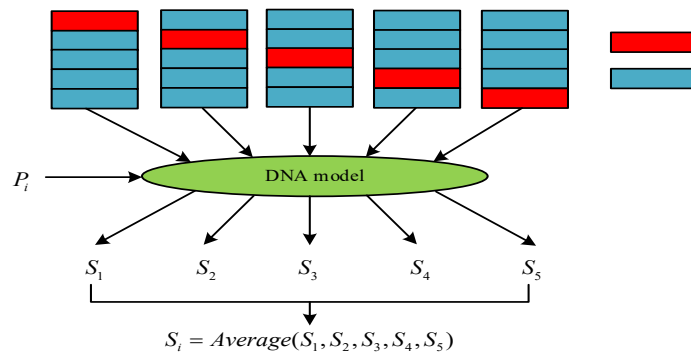 DNA model
P_i
S_1 S_2 S_3 S_4 S_5
S_i = Average(S_1, S_2, S_3, S_4, S_5)